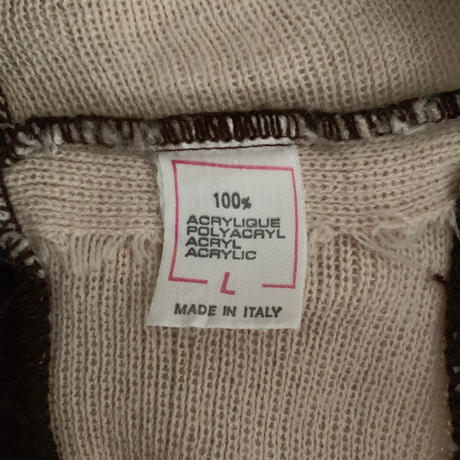 100%
ACRYLIQUE
POLYACRYL
ACRYL
ACRYLIC
L
MADE IN ITALY